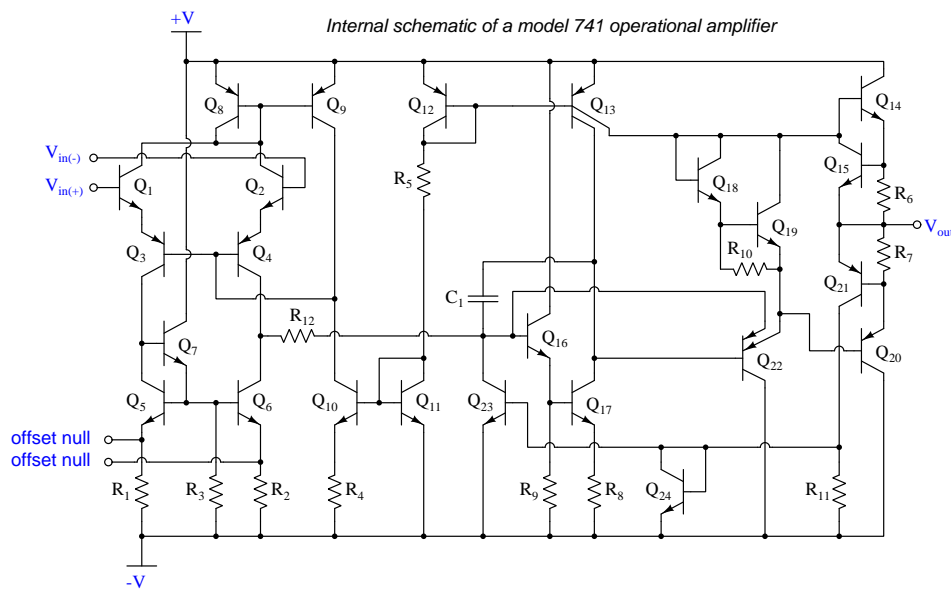 Internal schematic of a model 741 operational amplifier
+V
Q8
Q9
Q12
Q13
Q14
Vin(-)
Vin(+)
Q1
Q2
R5
Q18
Q15
R6
Q19
Vout
Q3
Q4
R10
R7
Q21
C1
R12
Q7
Q16
Q22
Q20
Q5
Q6
Q10
Q11
Q23
Q17
offset null
offset null
R1
R3
R2
R4
R9
R8
Q24
R11
-V